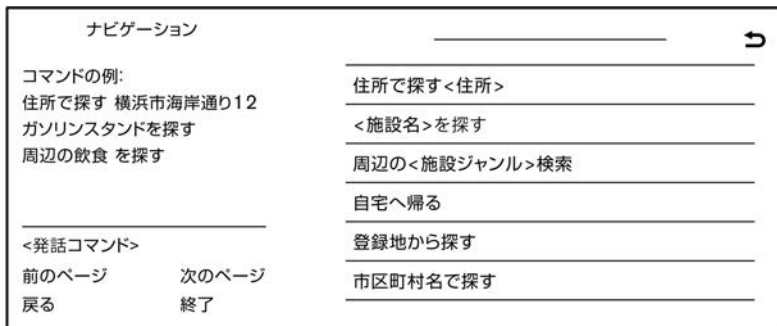 ナビゲーション
コマンドの例:
住所で探す 横浜市海岸通り12
ガソリンスタンドを探す
周辺の飲食 を探す
<発話コマンド>
前のページ 次のページ
戻る 終了
住所で探す<住所>
<施設名>を探す
周辺の<施設ジャンル>検索
自宅へ帰る
登録地から探す
市区町村名で探す